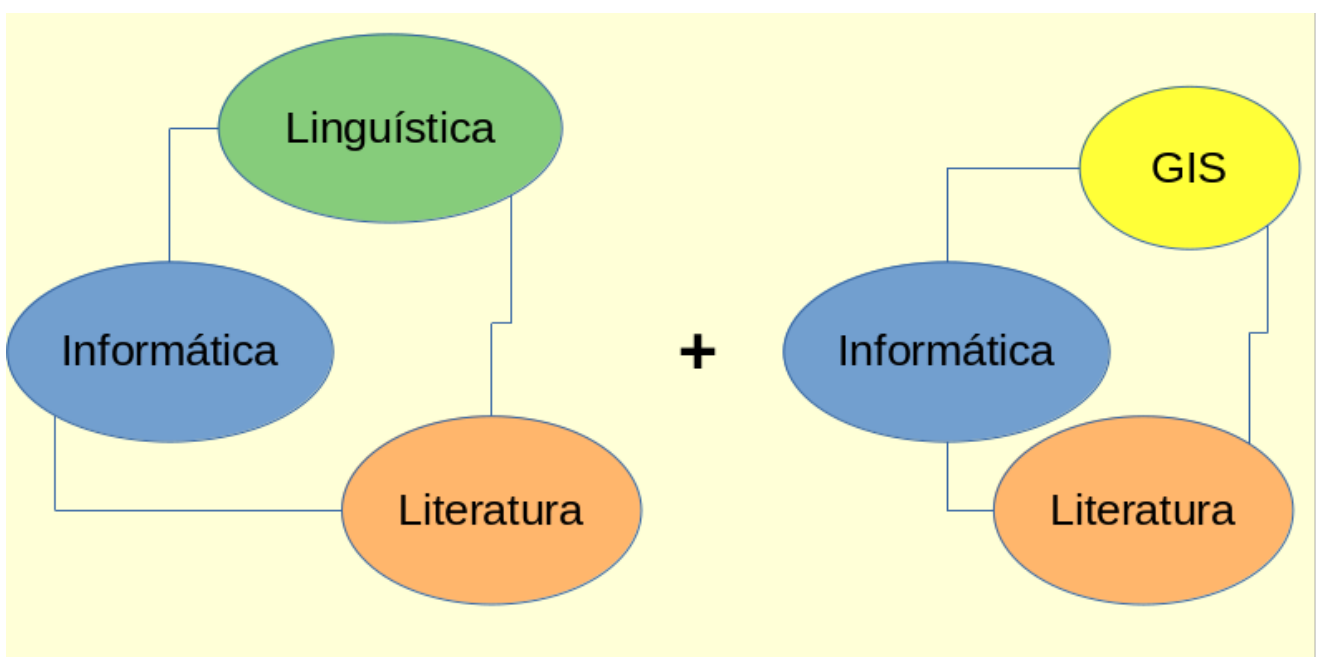 Linguística
Informática
Literatura
+
GIS
Informática
Literatura